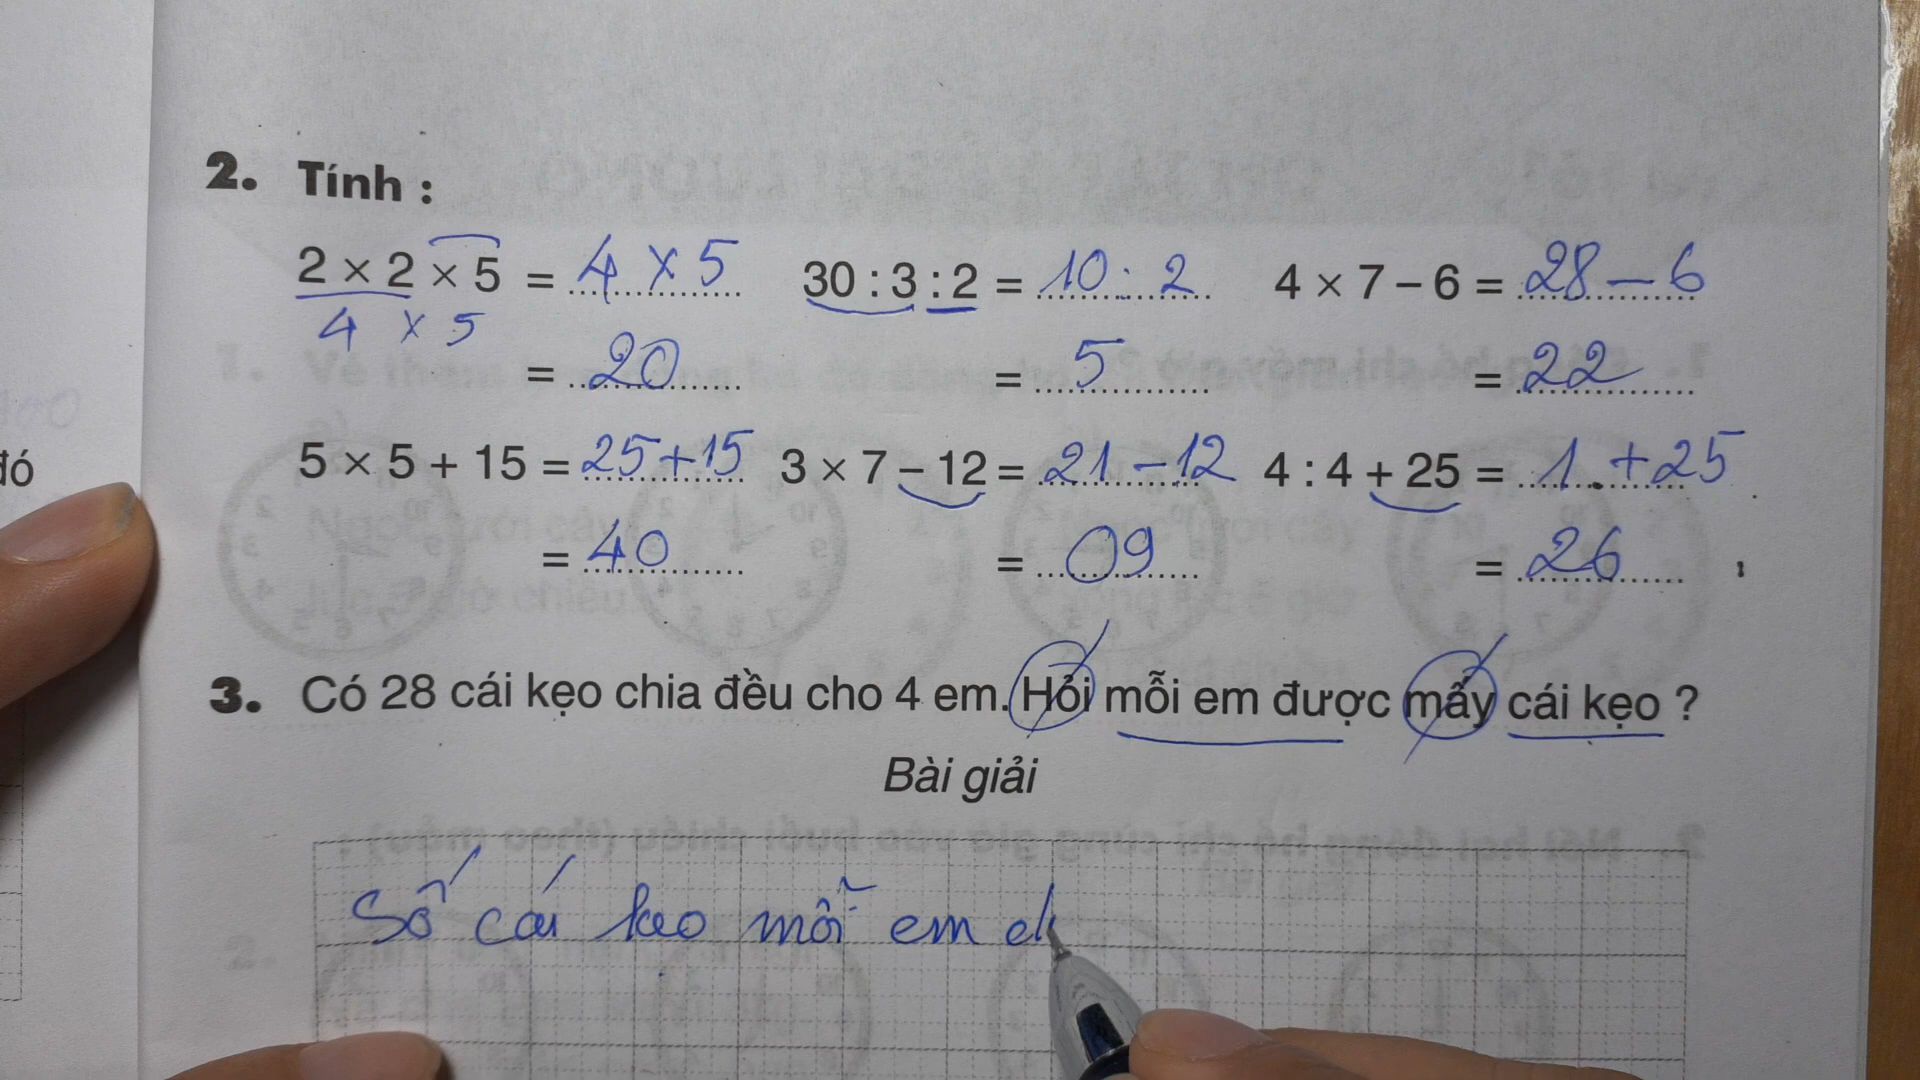 2. Tính :
2 × 2 × 5 = 4 × 5 30 : 3 : 2 = 10 : 2 4 × 7 – 6 = 28 – 6
4 × 5
= 20 = 5 = 22
5 × 5 + 15 = 25 + 15 3 × 7 – 12 = 21 – 12 4 : 4 + 25 = 1 + 25
đó
= 40 = 09 = 26
3. Có 28 cái kẹo chia đều cho 4 em. Hỏi mỗi em được mấy cái kẹo ?
Bài giải
Số cái kẹo mỗi em